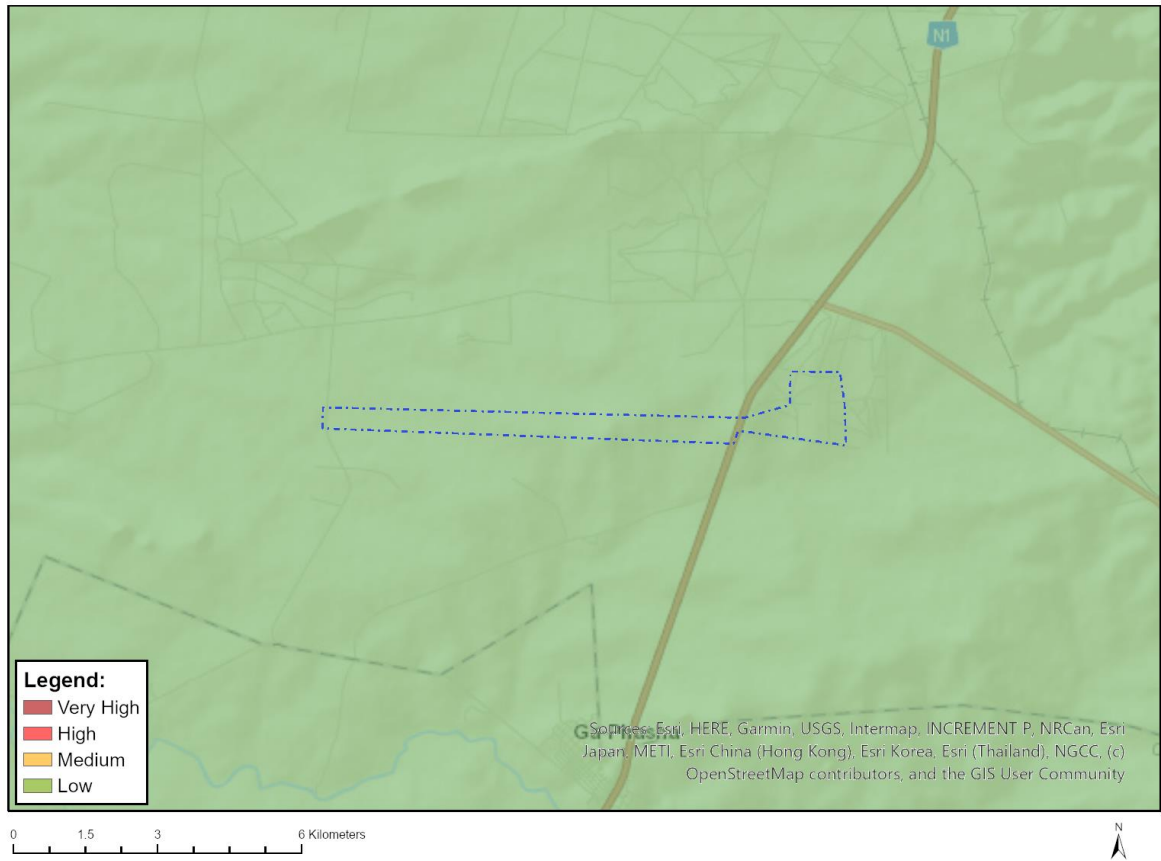 N1
Legend:
Very High
High
Medium
Low
Sources: Esri, HERE, Garmin, USGS, Intermap, INCREMENT P, NRCan, Esri
Japan, METI, Esri China (Hong Kong), Esri Korea, Esri (Thailand), NGCC, (c)
OpenStreetMap contributors, and the GIS User Community
0 1.5 3 6 Kilometers
N